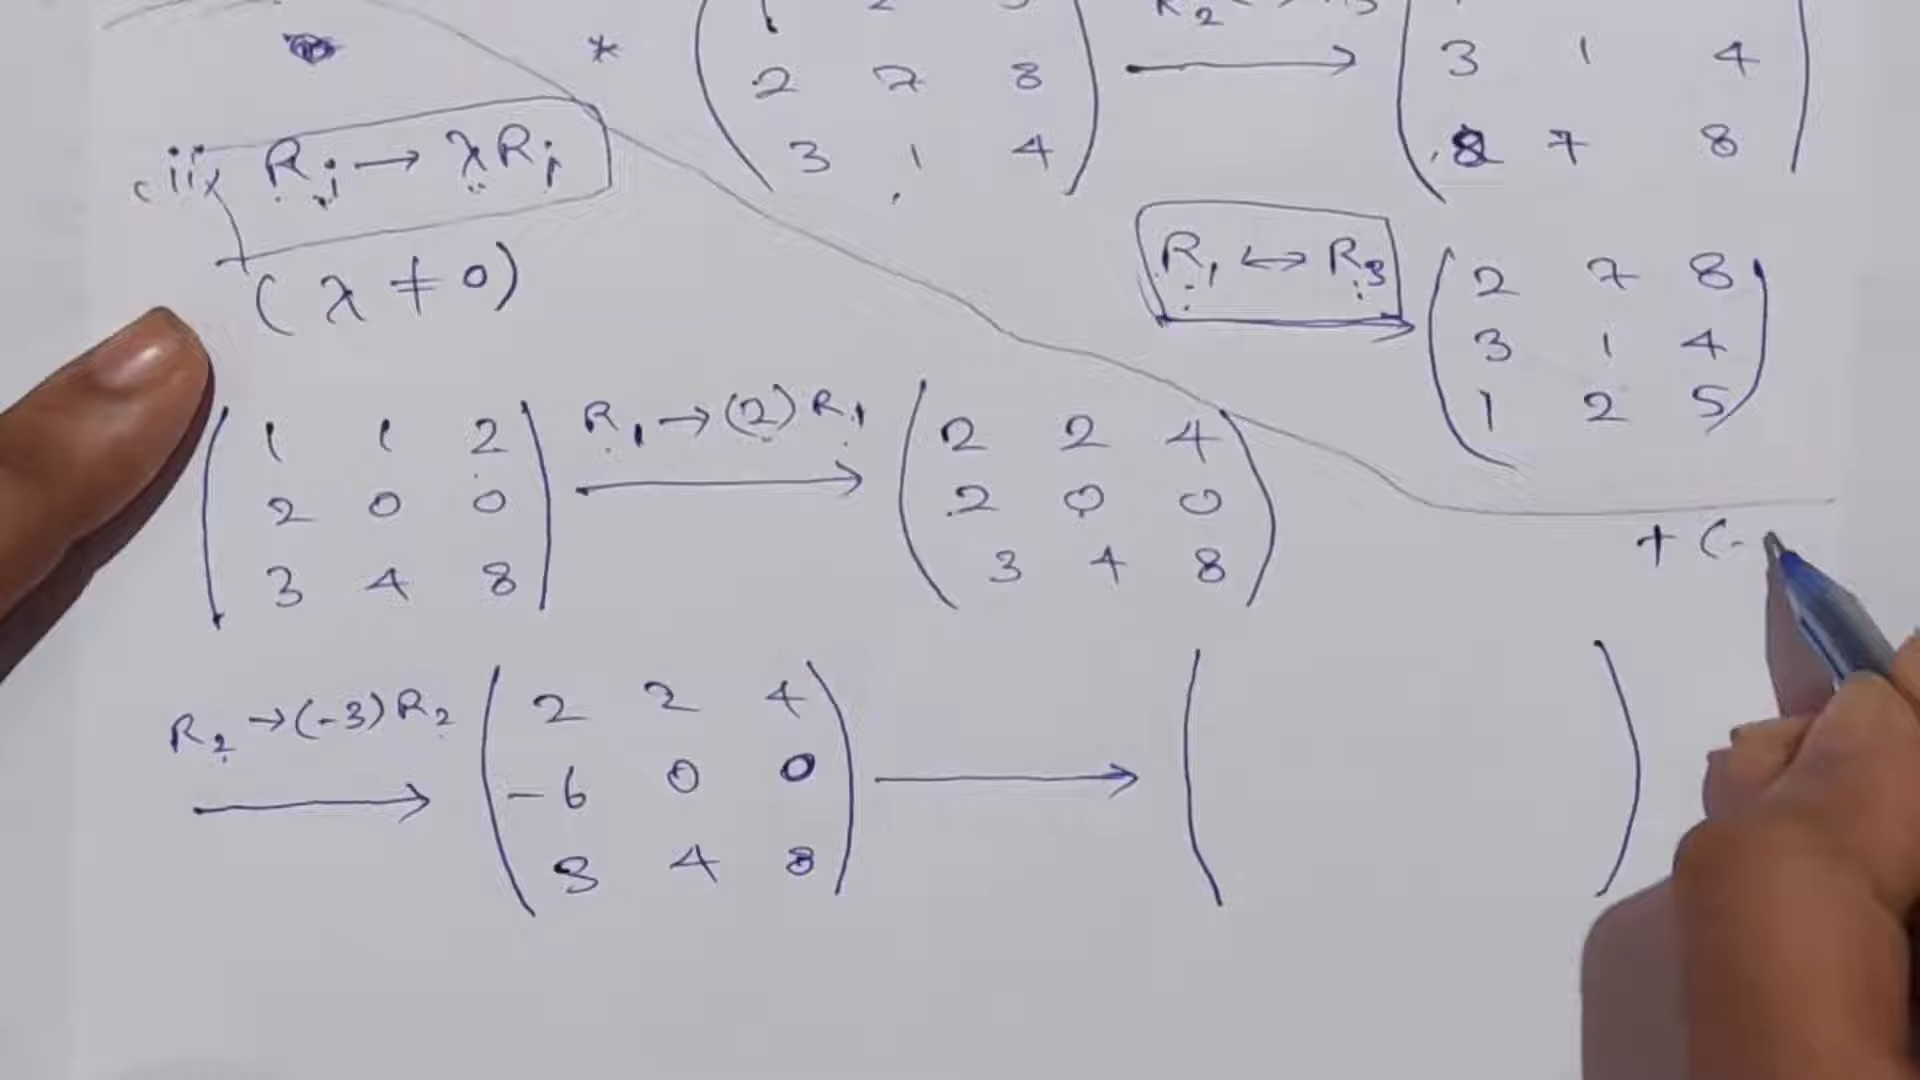 * ( 1 2
2 7 8
3 1 4 ) R₂ → ( 3 1 4
8 7 8 )
(ii) Rᵢ → λRᵢ
(λ ≠ 0)
R₁ ↔ R₃ ( 2 7 8
3 1 4
1 2 5 )
( 1 1 2
2 0 0
3 4 8 ) R₁ → (2) R₁ ( 2 2 4
2 0 0
3 4 8 )
+ (-
R₂ → (-3) R₂ ( 2 2 4
-6 0 0
3 4 8 ) → ( )